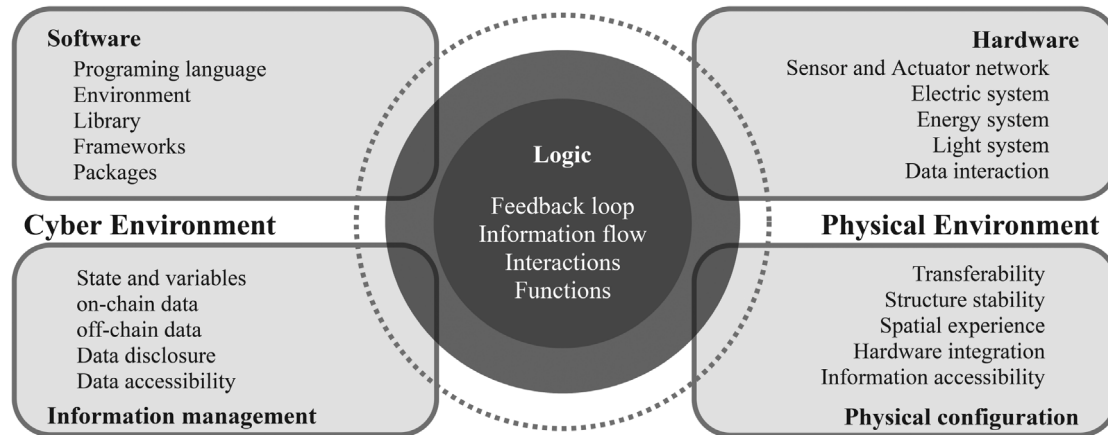 Software
Programing language
Environment
Library
Frameworks
Packages
Hardware
Sensor and Actuator network
Electric system
Energy system
Light system
Data interaction
Logic
Feedback loop
Information flow
Interactions
Functions
Cyber Environment
Physical Environment
State and variables
on-chain data
off-chain data
Data disclosure
Data accessibility
Information management
Transferability
Structure stability
Spatial experience
Hardware integration
Information accessibility
Physical configuration